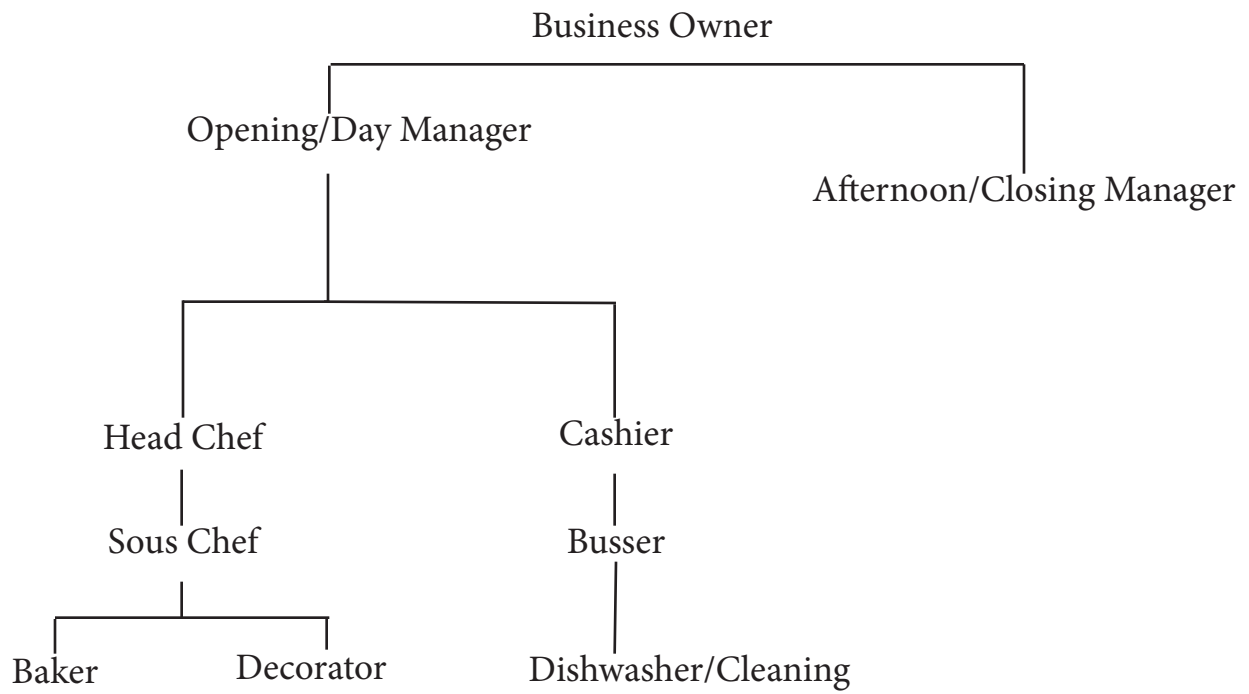 Business Owner
Opening/Day Manager
Afternoon/Closing Manager
Head Chef
Cashier
Sous Chef
Busser
Baker
Decorator
Dishwasher/Cleaning